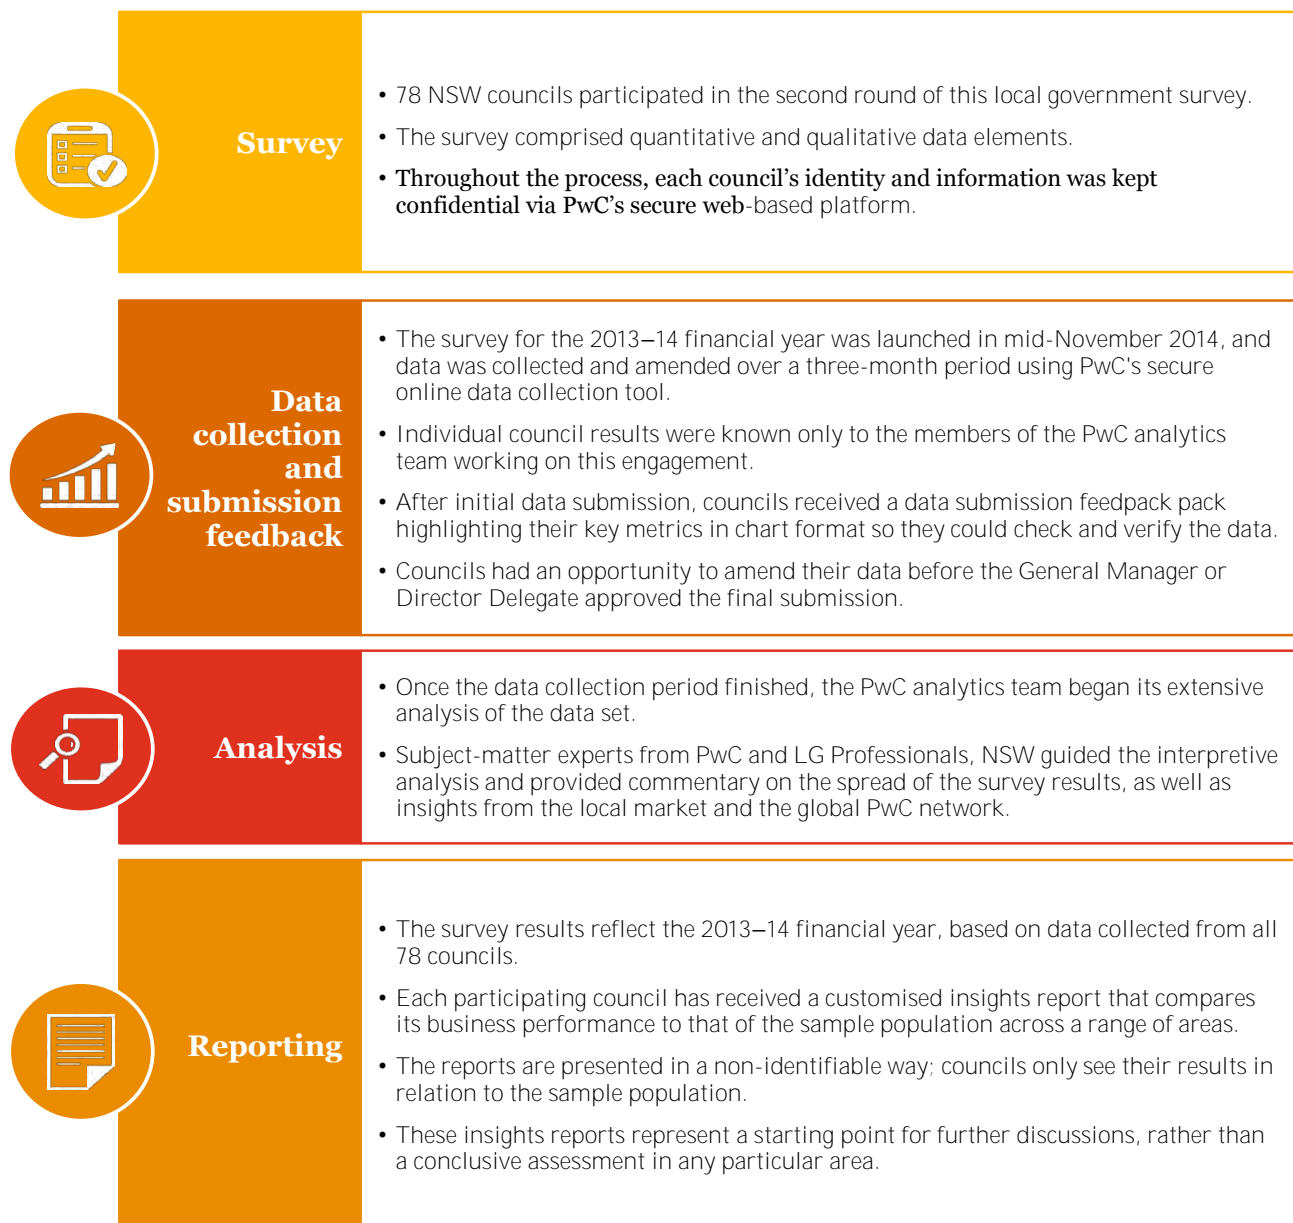 Survey
• 78 NSW councils participated in the second round of this local government survey.
• The survey comprised quantitative and qualitative data elements.
• Throughout the process, each council’s identity and information was kept
confidential via PwC’s secure web-based platform.
Data
collection
and
submission
feedback
• The survey for the 2013–14 financial year was launched in mid-November 2014, and
data was collected and amended over a three-month period using PwC's secure
online data collection tool.
• Individual council results were known only to the members of the PwC analytics
team working on this engagement.
• After initial data submission, councils received a data submission feedpack pack
highlighting their key metrics in chart format so they could check and verify the data.
• Councils had an opportunity to amend their data before the General Manager or
Director Delegate approved the final submission.
Analysis
• Once the data collection period finished, the PwC analytics team began its extensive
analysis of the data set.
• Subject-matter experts from PwC and LG Professionals, NSW guided the interpretive
analysis and provided commentary on the spread of the survey results, as well as
insights from the local market and the global PwC network.
Reporting
• The survey results reflect the 2013–14 financial year, based on data collected from all
78 councils.
• Each participating council has received a customised insights report that compares
its business performance to that of the sample population across a range of areas.
• The reports are presented in a non-identifiable way; councils only see their results in
relation to the sample population.
• These insights reports represent a starting point for further discussions, rather than
a conclusive assessment in any particular area.